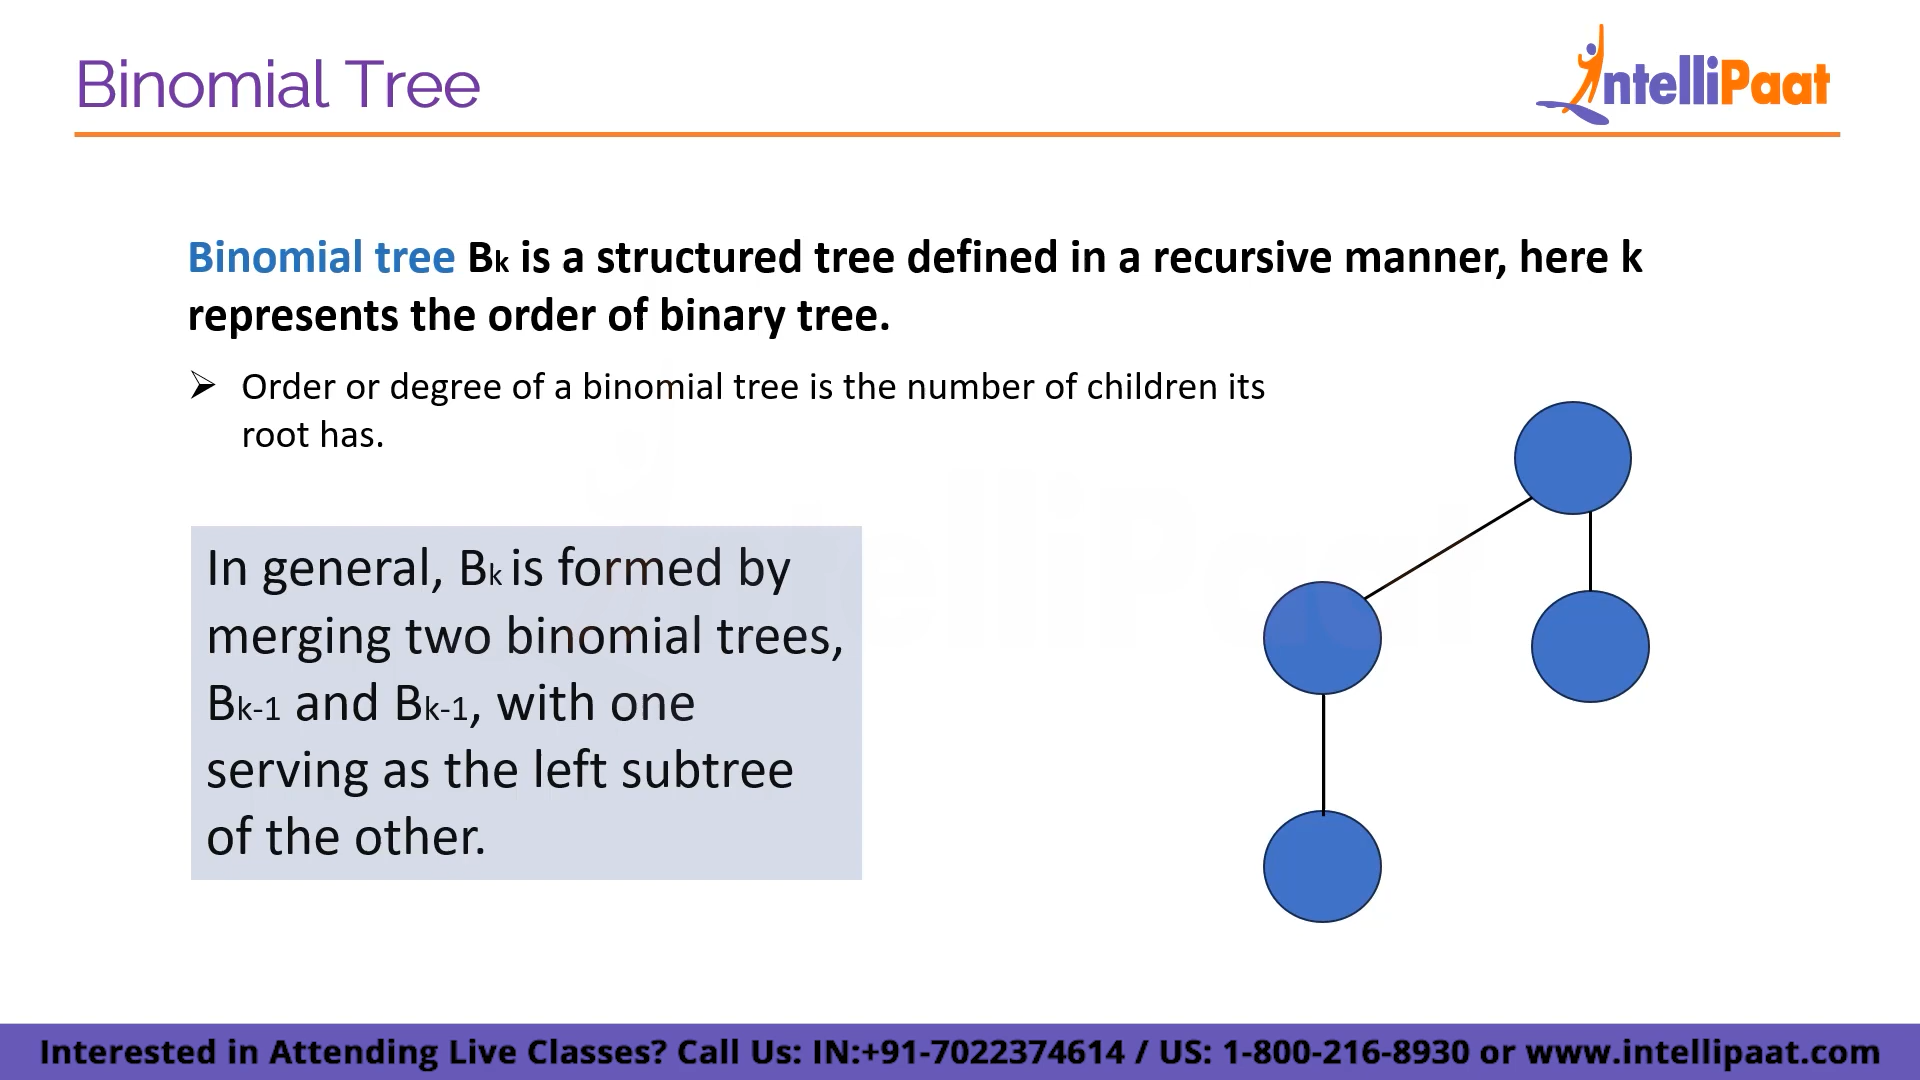 Binomial Tree
IntelliPaat
Binomial tree Bk is a structured tree defined in a recursive manner, here k
represents the order of binary tree.
➢ Order or degree of a binomial tree is the number of children its
root has.
In general, Bk is formed by
merging two binomial trees,
Bk-1 and Bk-1, with one
serving as the left subtree
of the other.
Interested in Attending Live Classes? Call Us: IN:+91-7022374614 / US: 1-800-216-8930 or www.intellipaat.com